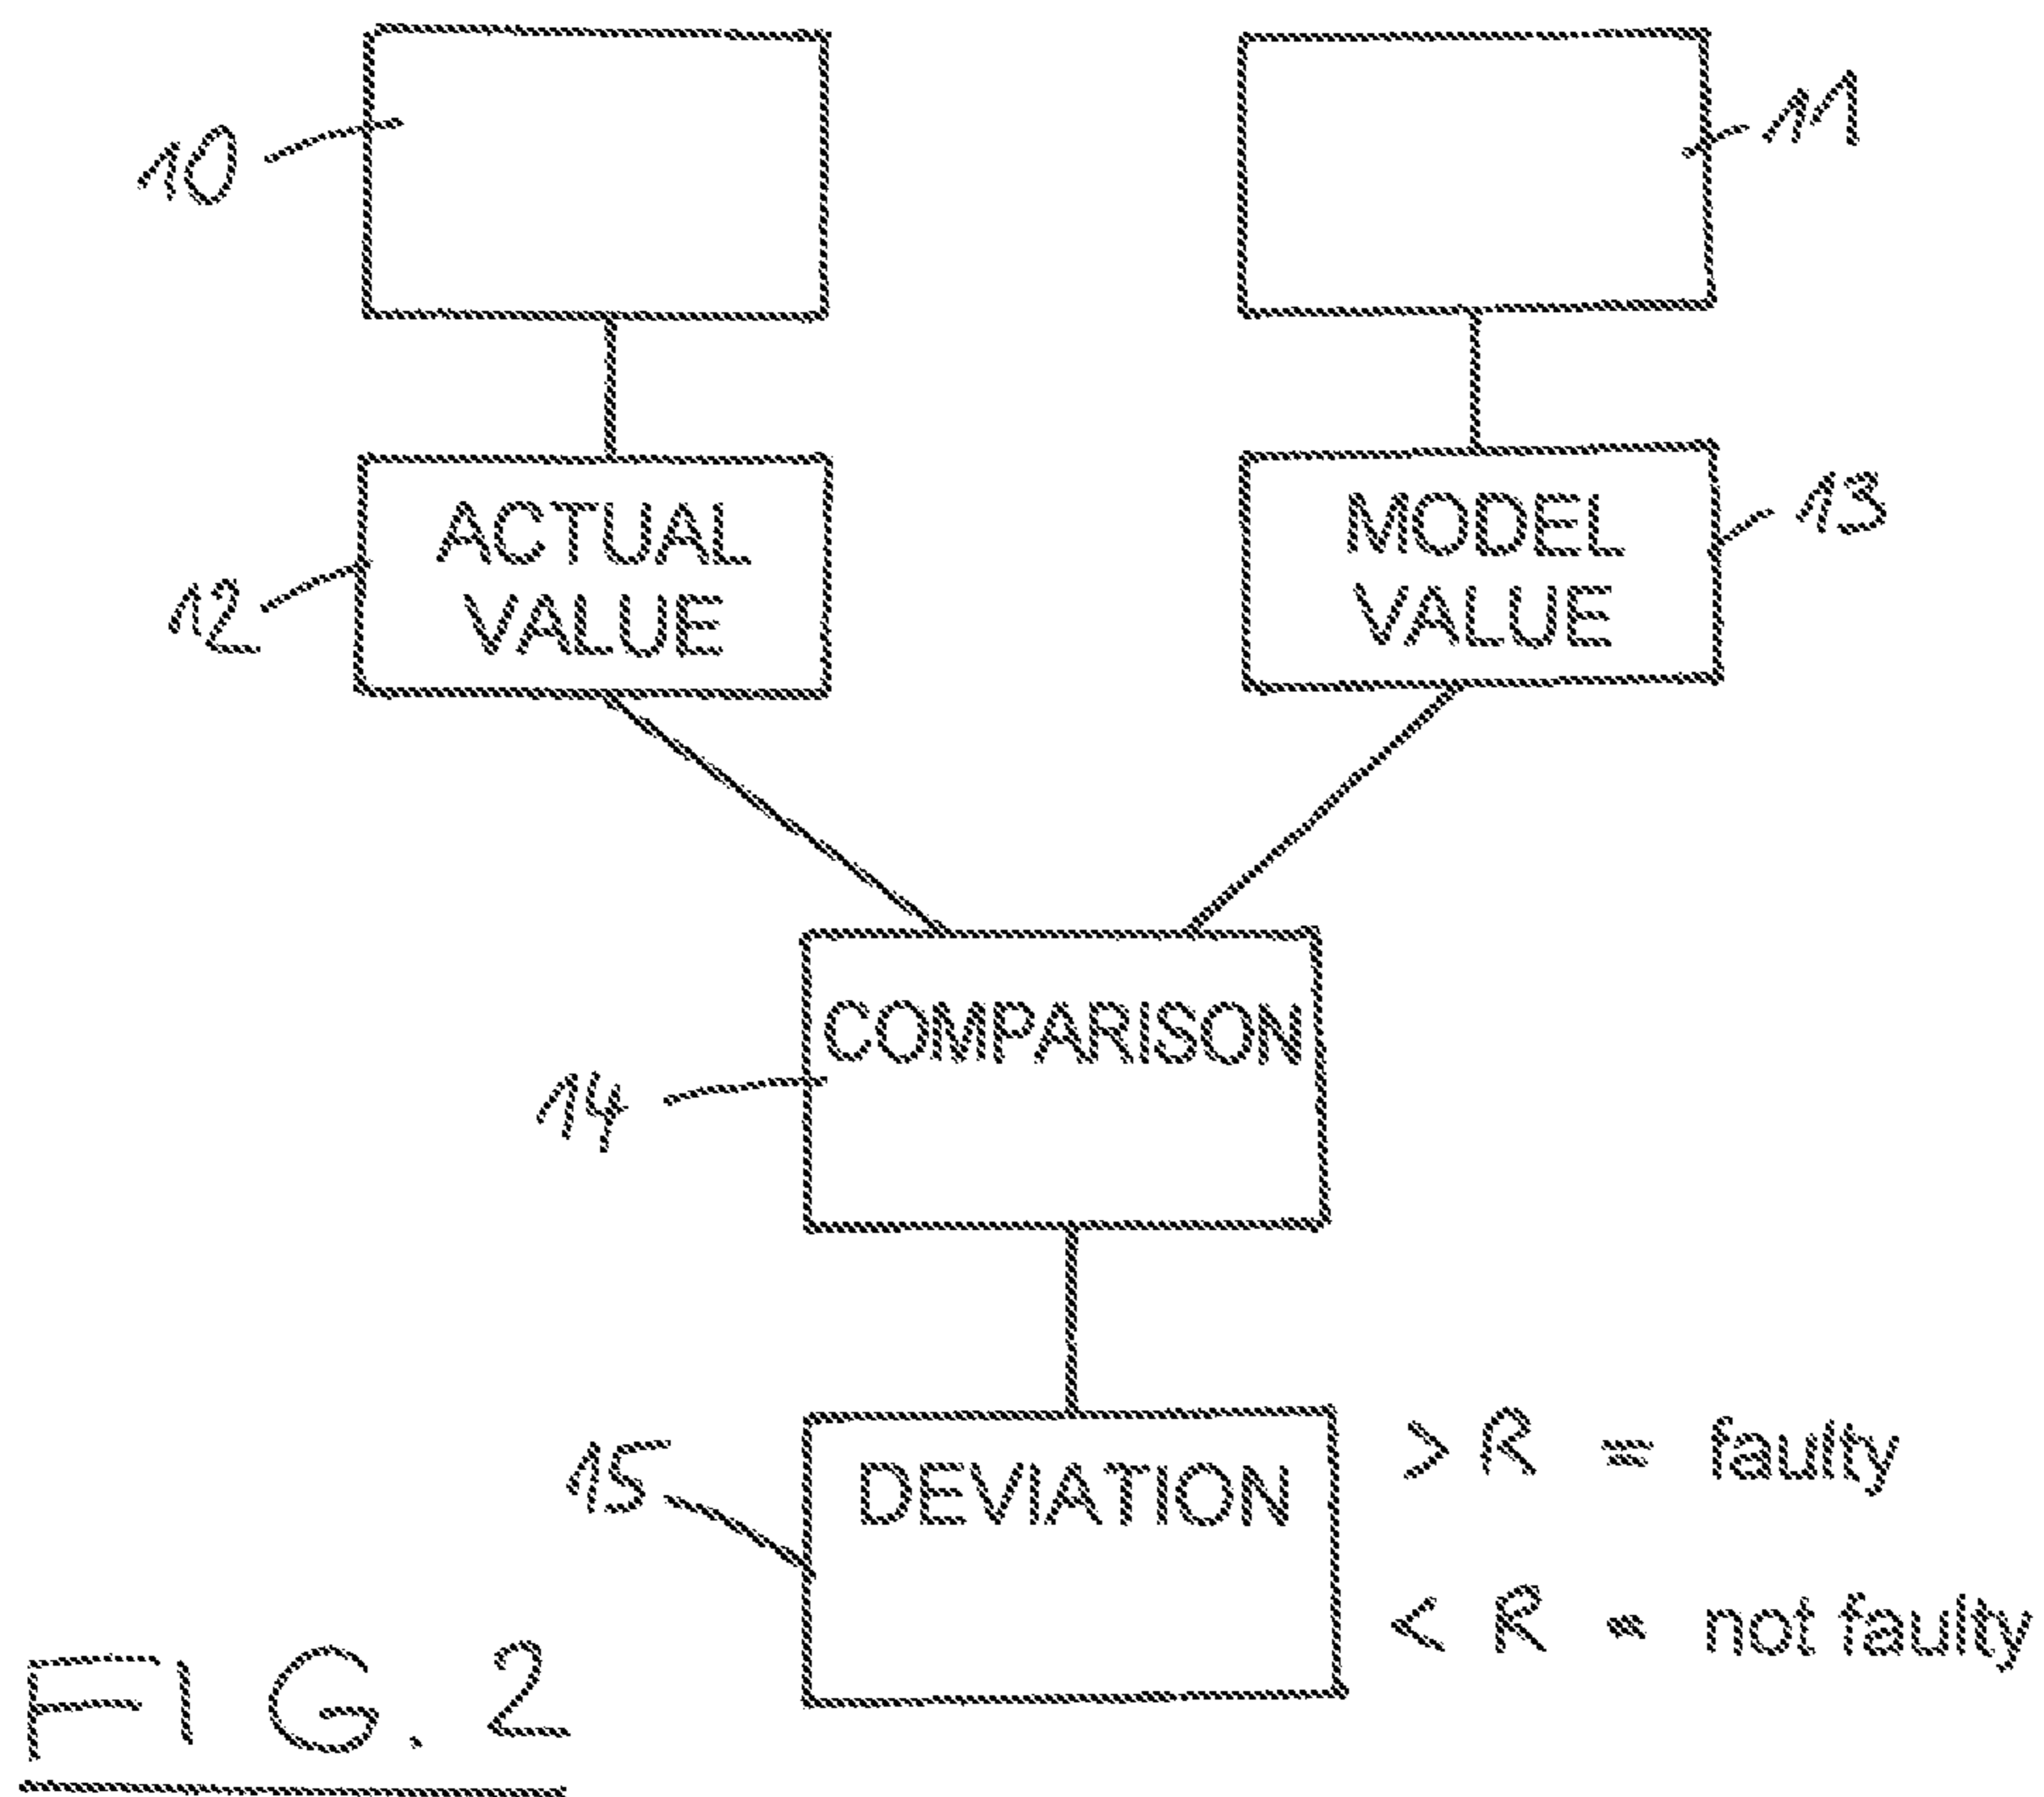 10
11
ACTUAL
VALUE
12
MODEL
VALUE
13
COMPARISON
14
DEVIATION
15
> R = faulty
< R = not faulty
FIG. 2